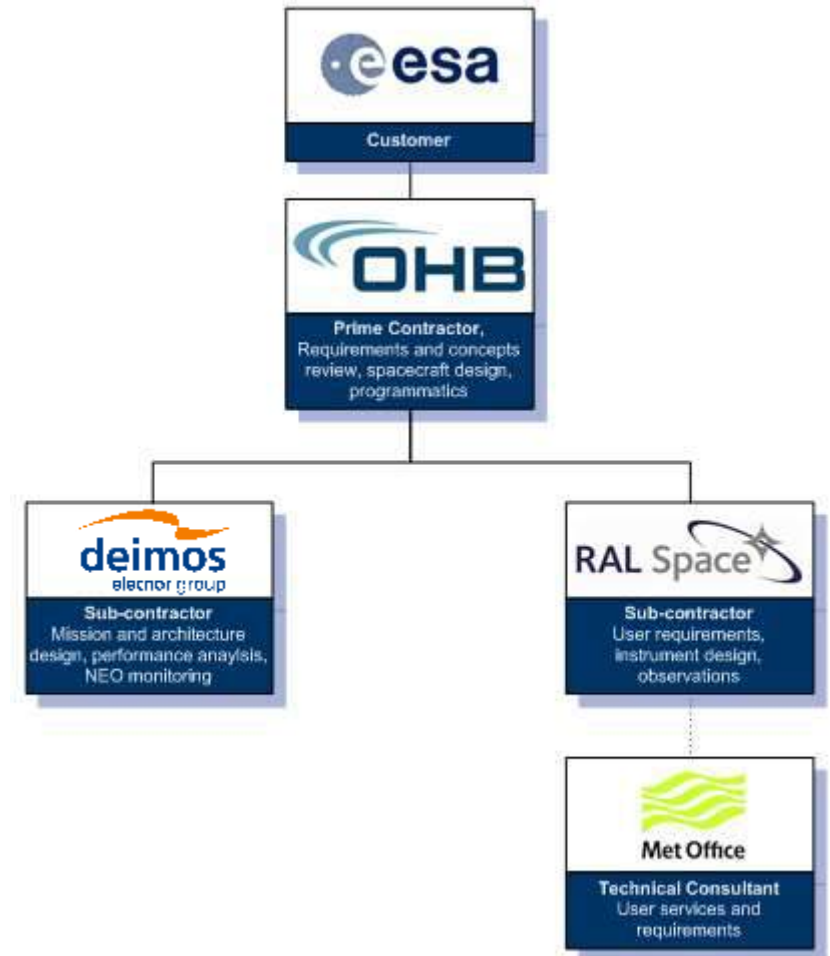 esa
Customer
OHB
Prime Contractor,
Requirements and concepts
review, spacecraft design,
programmatics
deimos
elecnor group
Sub-contractor
Mission and architecture
design, performance anaylsis,
NEO monitoring
RAL Space
Sub-contractor
User requirements,
instrument design,
observations
Met Office
Technical Consultant
User services and
requirements